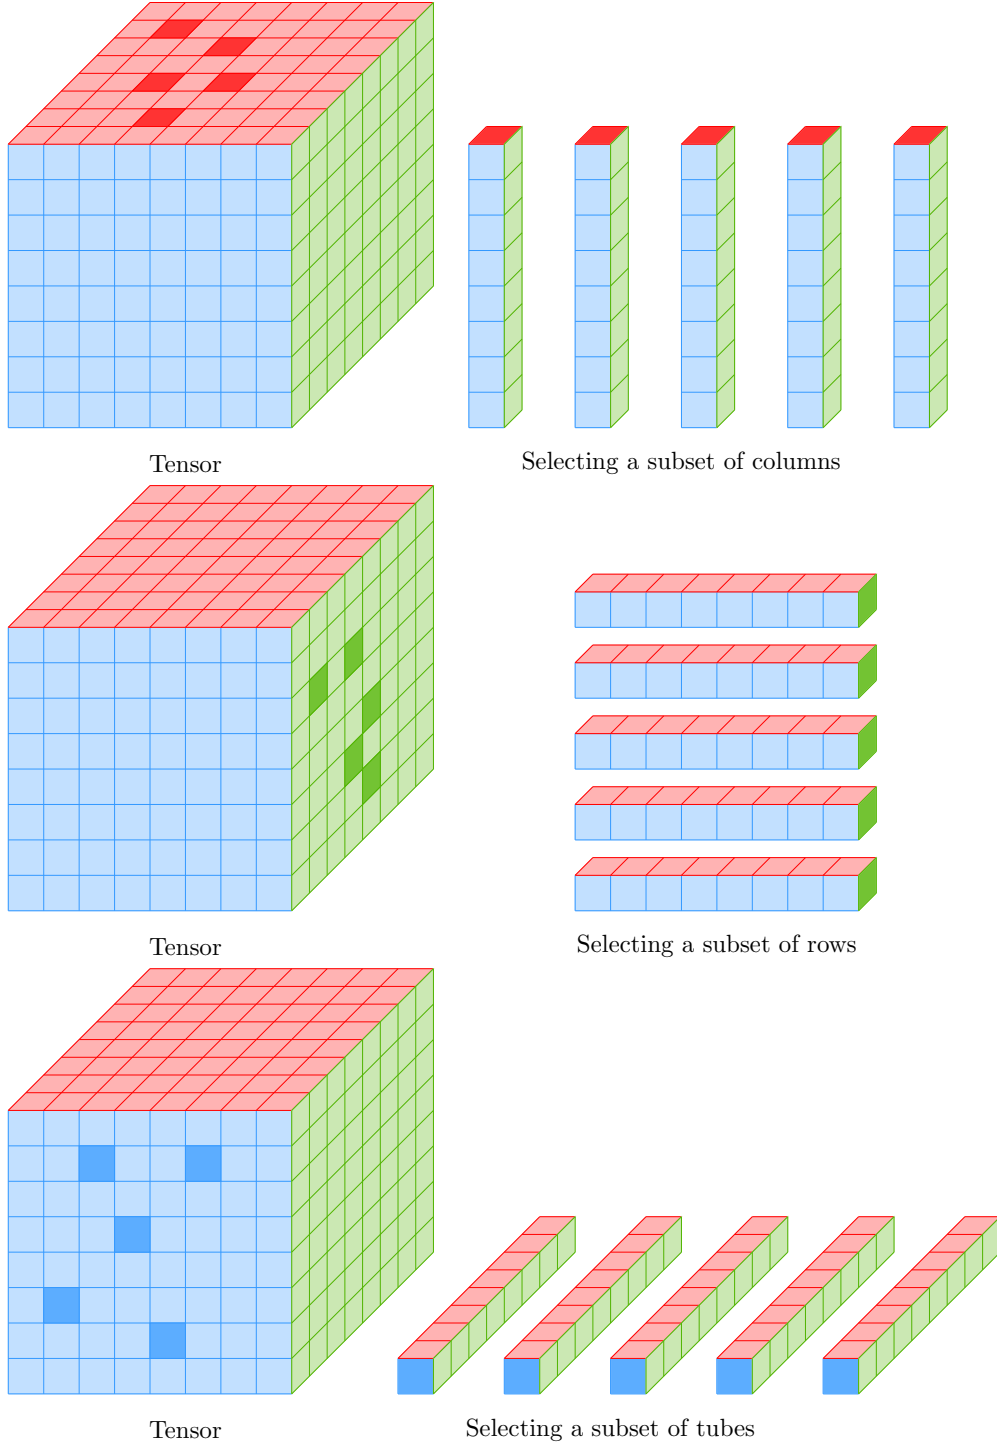 Tensor
Selecting a subset of columns
Tensor
Selecting a subset of rows
Tensor
Selecting a subset of tubes